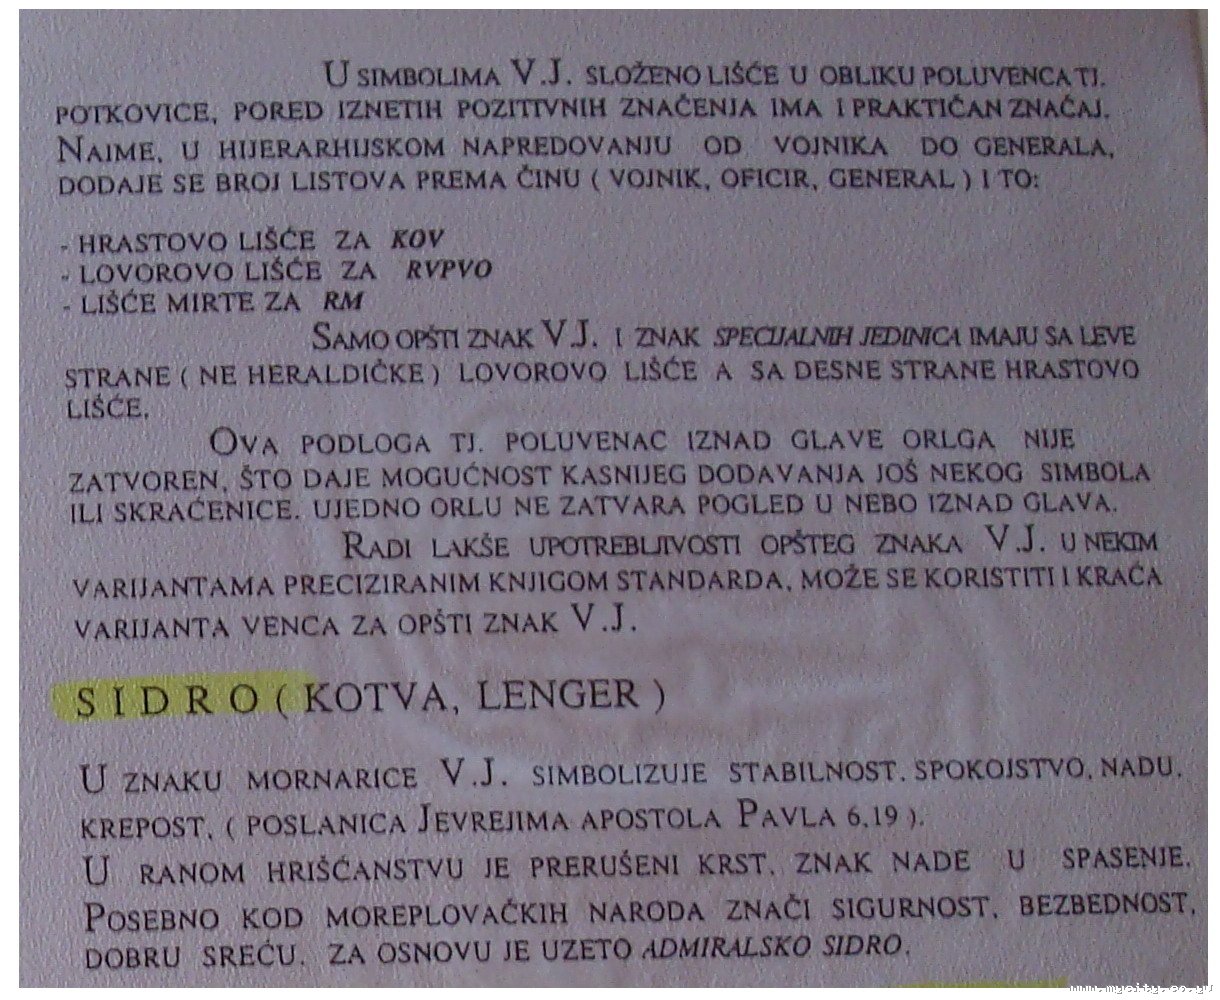 U SIMBOLIMA V.J. SLOŽENO LIŠĆE U OBLIKU POLUVENCA TJ.
POTKOVICE, PORED IZNETIH POZITIVNIH ZNAČENJA IMA I PRAKTIČAN ZNAČAJ.
NAIME, U HIJERARHIJSKOM NAPREDOVANJU OD VOJNIKA DO GENERALA,
DODAJE SE BROJ LISTOVA PREMA ČINU ( VOJNIK, OFICIR, GENERAL ) I TO:
- HRASTOVO LIŠĆE ZA KOV
- LOVOROVO LIŠĆE ZA RVPVO
- LIŠĆE MIRTE ZA RM
SAMO OPŠTI ZNAK V.J. I ZNAK SPECIJALNIH JEDINICA IMAJU SA LEVE
STRANE ( NE HERALDIČKE ) LOVOROVO LIŠĆE A SA DESNE STRANE HRASTOVO
LIŠĆE.
OVA PODLOGA TJ. POLUVENAC IZNAD GLAVE ORLGA NIJE
ZATVOREN, ŠTO DAJE MOGUĆNOST KASNIJEG DODAVANJA JOŠ NEKOG SIMBOLA
ILI SKRAĆENICE. UJEDNO ORLU NE ZATVARA POGLED U NEBO IZNAD GLAVA.
RADI LAKŠE UPOTREBLJIVOSTI OPŠTEG ZNAKA V.J. U NEKIM
VARIJANTAMA PRECIZIRANIM KNJIGOM STANDARDA, MOŽE SE KORISTITI I KRAĆA
VARIJANTA VENCA ZA OPŠTI ZNAK V.J.
S I D R O ( KOTVA, LENGER )
U ZNAKU MORNARICE V.J. SIMBOLIZUJE STABILNOST, SPOKOJSTVO, NADU,
KREPOST, ( POSLANICA JEVREJIMA APOSTOLA PAVLA 6,19 ).
U RANOM HRIŠĆANSTVU JE PRERUŠENI KRST, ZNAK NADE U SPASENJE.
POSEBNO KOD MOREPLOVAČKIH NARODA ZNAČI SIGURNOST, BEZBEDNOST,
DOBRU SREĆU. ZA OSNOVU JE UZETO ADMIRALSKO SIDRO.
www.mycity.co.yu